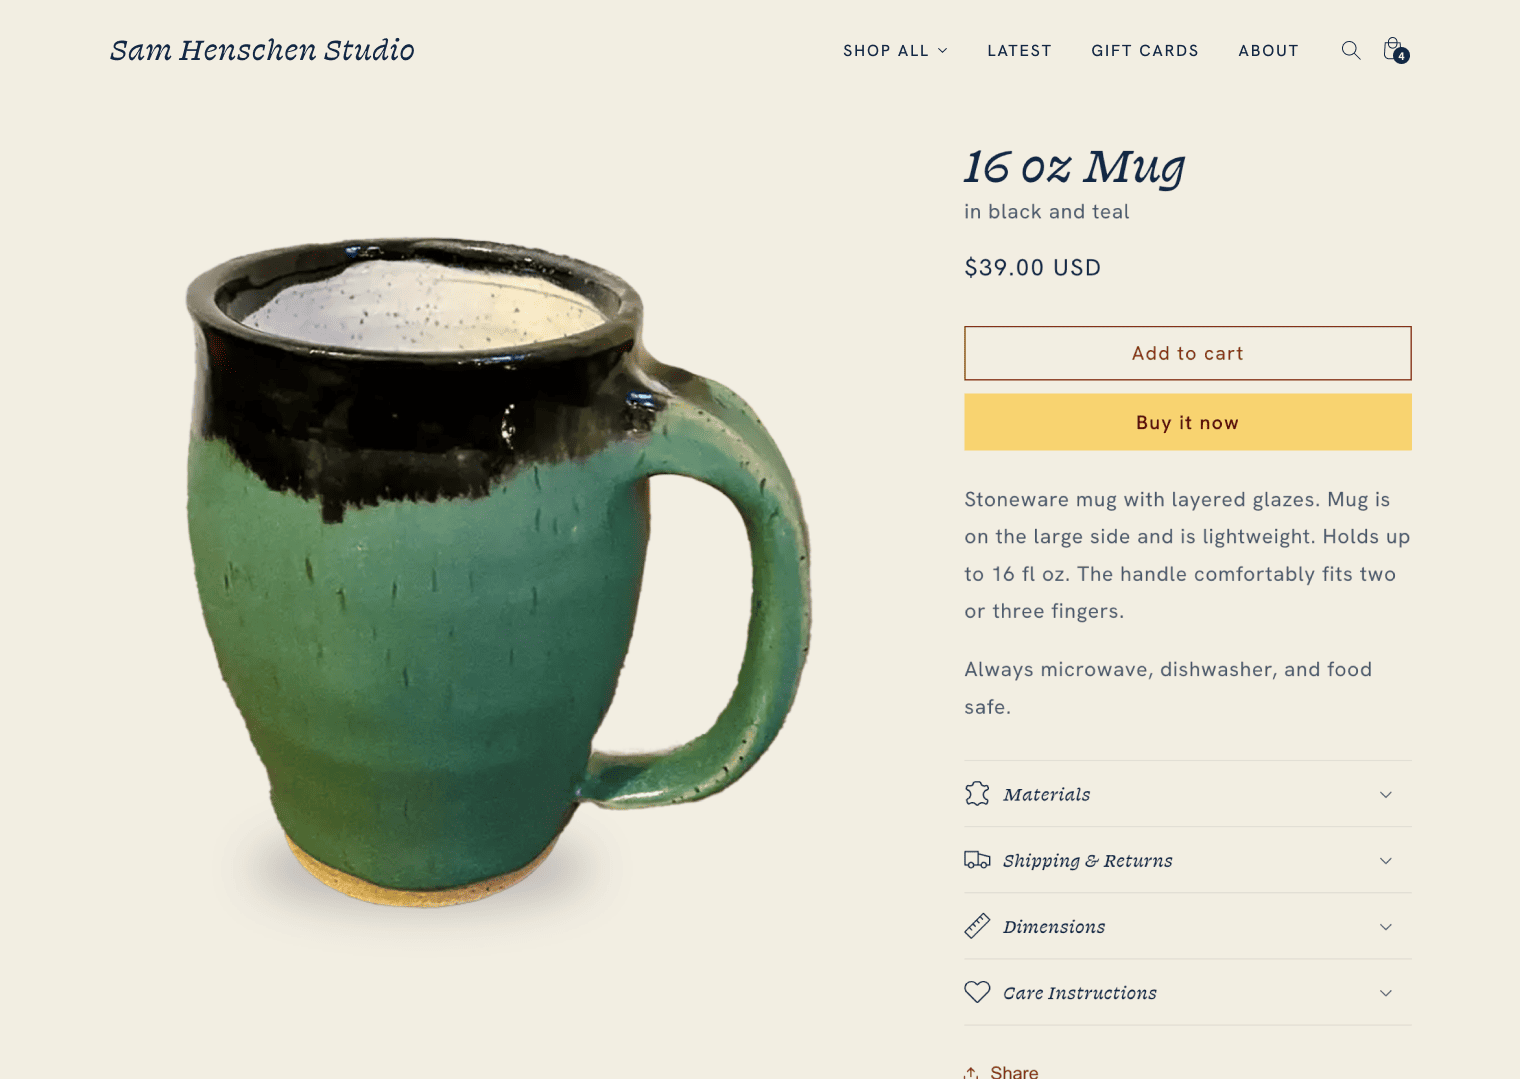 Sam Henschen Studio
SHOP ALL
LATEST
GIFT CARDS
ABOUT
4
16 oz Mug
in black and teal
$39.00 USD
Add to cart
Buy it now
Stoneware mug with layered glazes. Mug is
on the large side and is lightweight. Holds up
to 16 fl oz. The handle comfortably fits two
or three fingers.
Always microwave, dishwasher, and food
safe.
Materials
Shipping & Returns
Dimensions
Care Instructions
Share